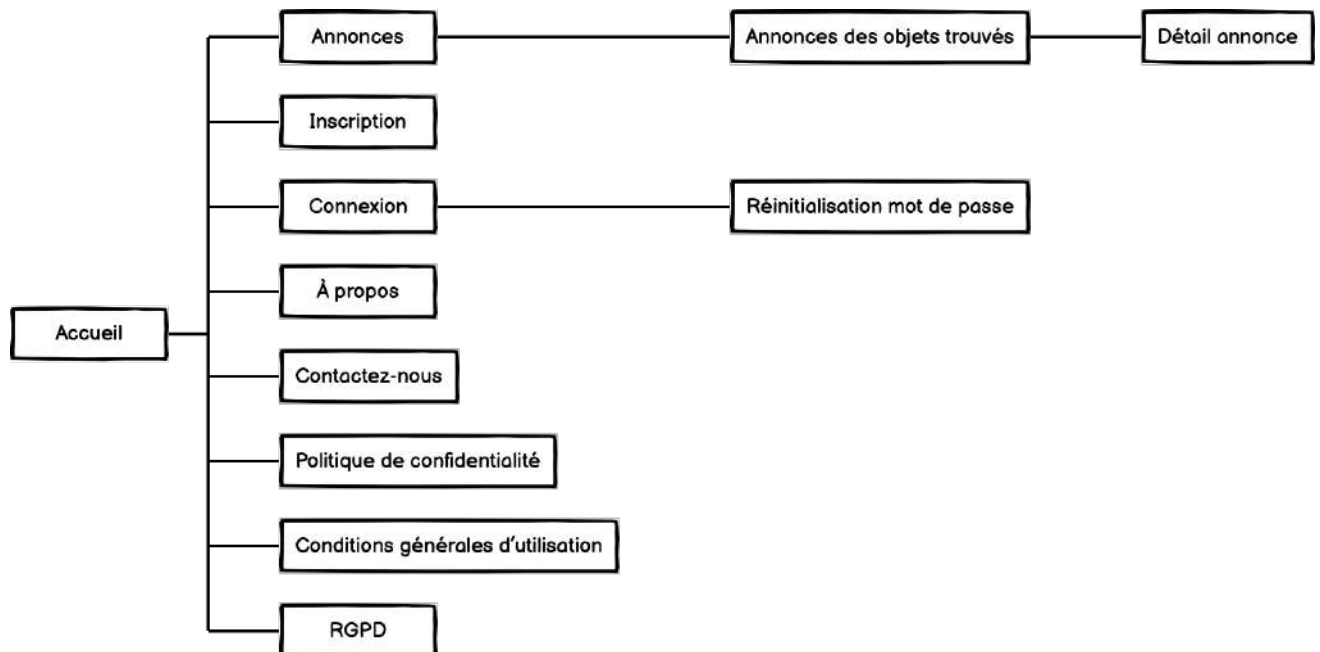 Annonces
Annonces des objets trouvés
Détail annonce
Inscription
Connexion
Réinitialisation mot de passe
À propos
Accueil
Contactez-nous
Politique de confidentialité
Conditions générales d'utilisation
RGPD